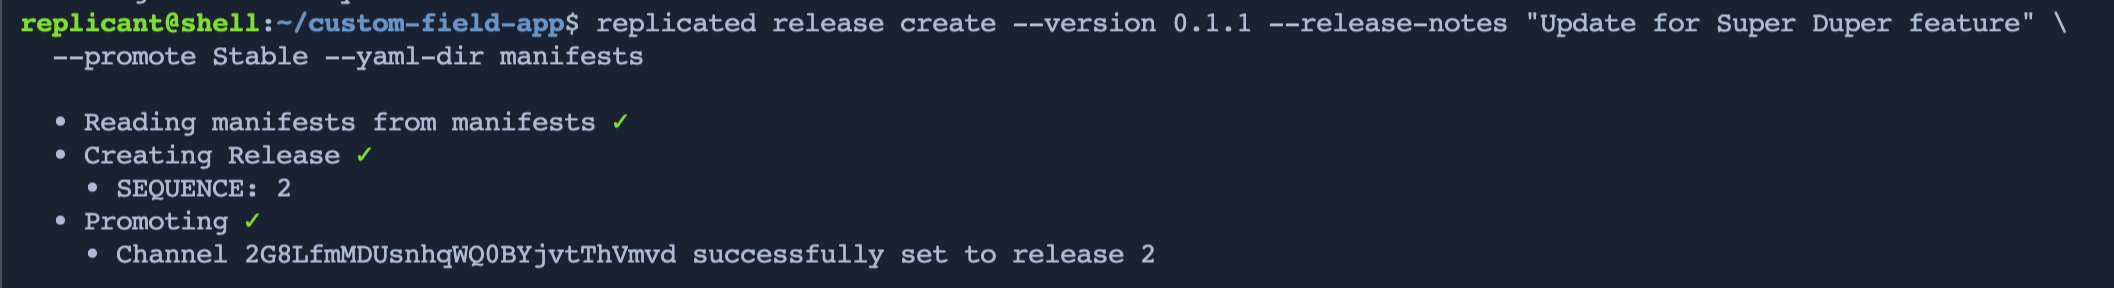 replicant@shell:~/custom-field-app$ replicated release create --version 0.1.1 --release-notes "Update for Super Duper feature" \
--promote Stable --yaml-dir manifests
• Reading manifests from manifests ✓
• Creating Release ✓
• SEQUENCE: 2
• Promoting ✓
• Channel 2G8LfmMDUsnhqWQ0BYjvtThVmvd successfully set to release 2